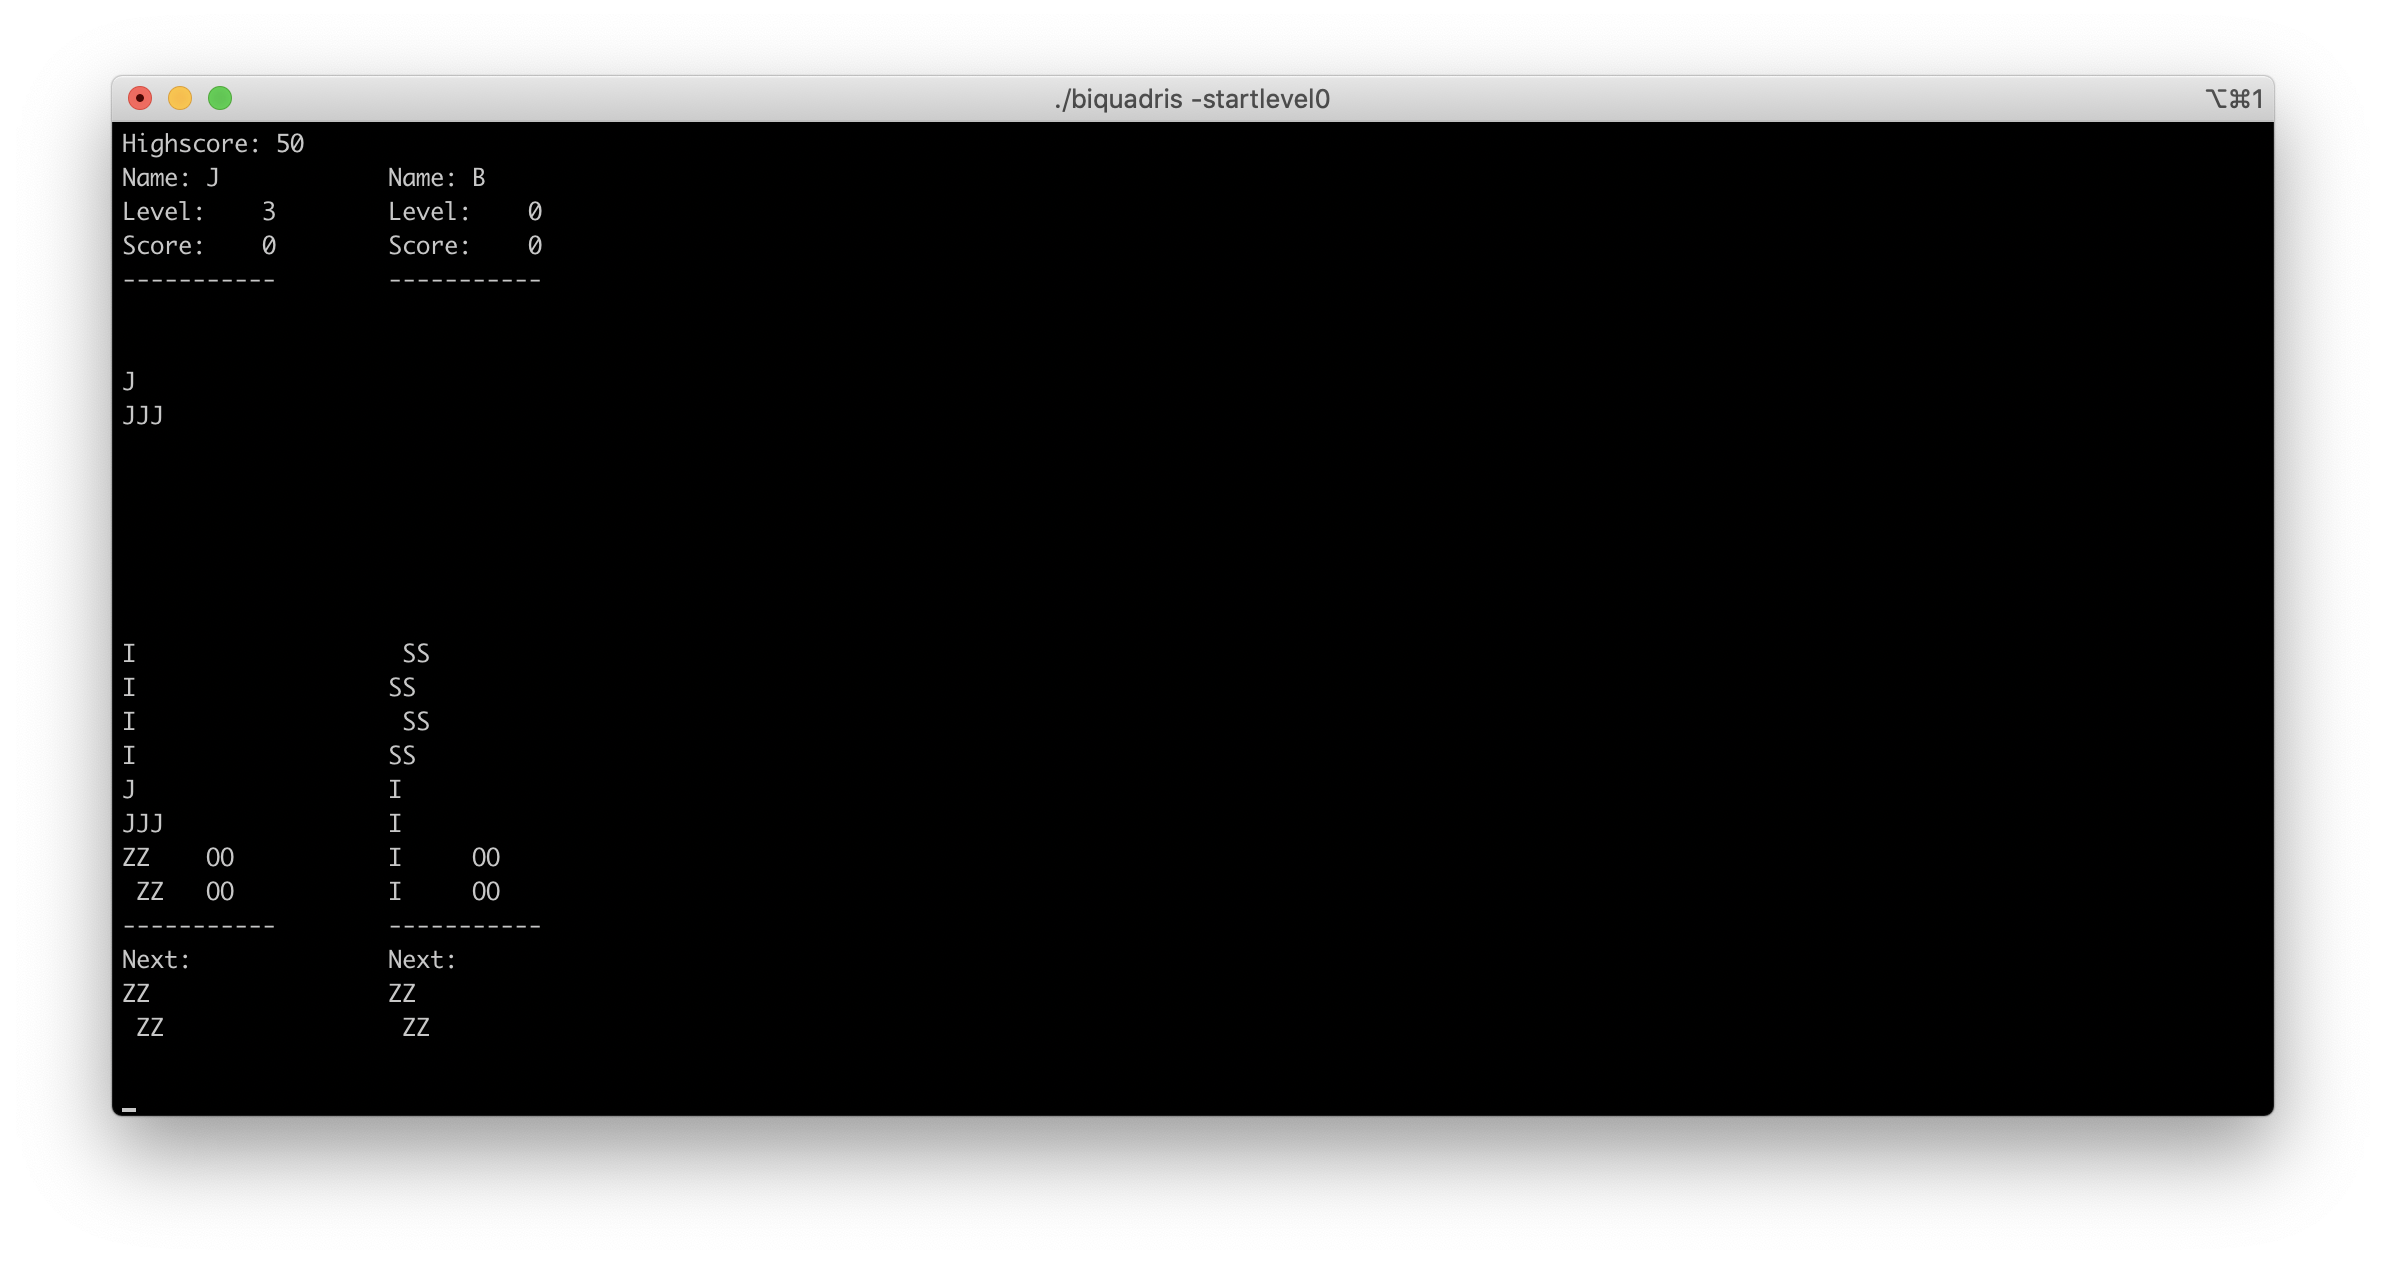 ./biquadris -startlevel0 ⌥⌘1
Highscore: 50
Name: J            Name: B
Level:    3        Level:    0
Score:    0        Score:    0
-----------        -----------
J
JJJ
I                   SS
I                  SS
I                   SS
I                  SS
J                  I
JJJ                I
ZZ    OO           I     OO
 ZZ   OO           I     OO
-----------        -----------
Next:              Next:
ZZ                 ZZ
 ZZ                 ZZ